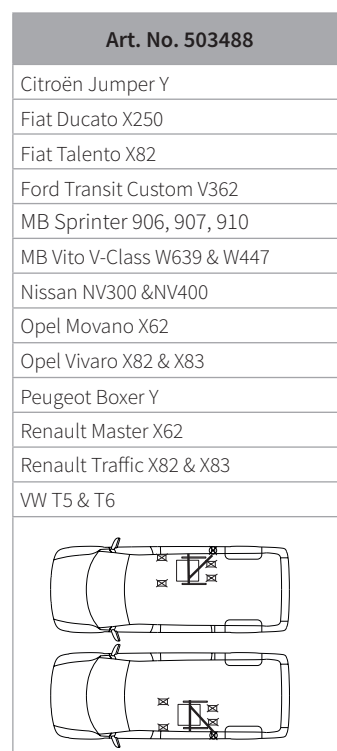 Art. No. 503488
Citroën Jumper Y
Fiat Ducato X250
Fiat Talento X82
Ford Transit Custom V362
MB Sprinter 906, 907, 910
MB Vito V-Class W639 & W447
Nissan NV300 &NV400
Opel Movano X62
Opel Vivaro X82 & X83
Peugeot Boxer Y
Renault Master X62
Renault Traffic X82 & X83
VW T5 & T6